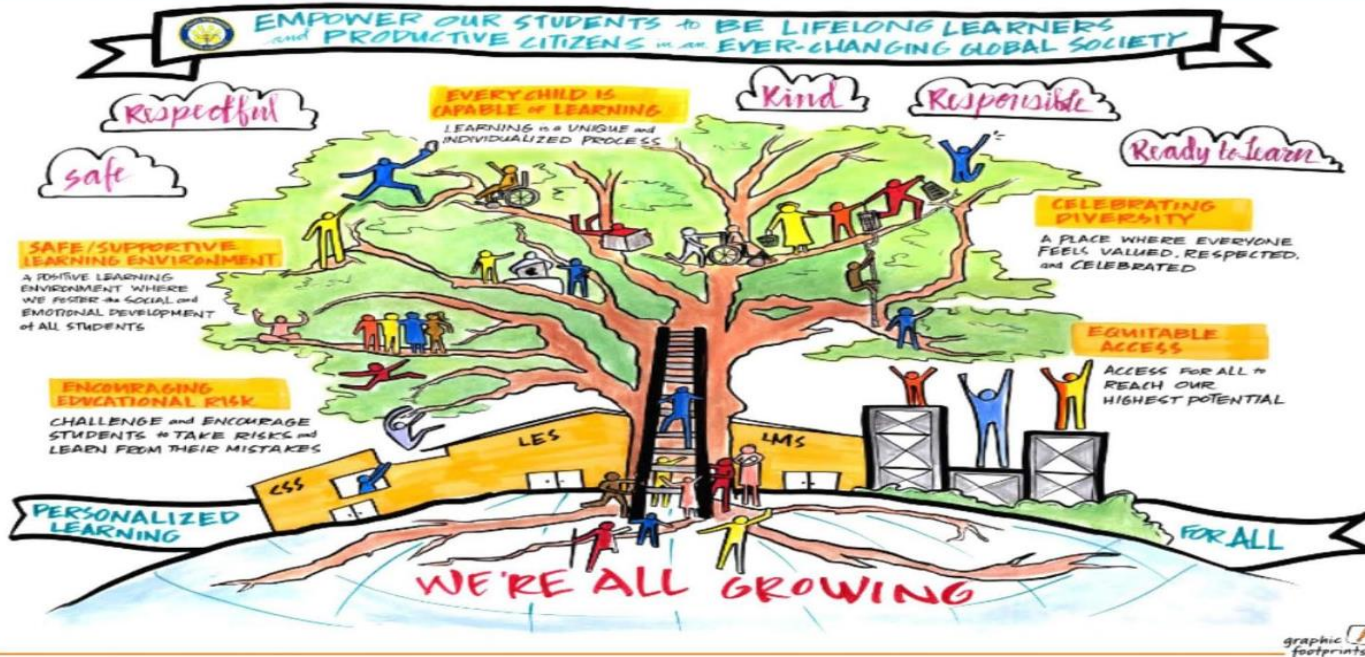 EMPOWER OUR STUDENTS to BE LIFELONG LEARNERS
and PRODUCTIVE CITIZENS in an EVER-CHANGING GLOBAL SOCIETY
Respectful
EVERY CHILD IS
CAPABLE of LEARNING
LEARNING is a UNIQUE and
INDIVIDUALIZED PROCESS
Kind
Responsible
Ready to Learn
Safe
SAFE/SUPPORTIVE
LEARNING ENVIRONMENT
A POSITIVE LEARNING
ENVIRONMENT WHERE
WE FOSTER the SOCIAL and
EMOTIONAL DEVELOPMENT
of ALL STUDENTS
CELEBRATING
DIVERSITY
A PLACE WHERE EVERYONE
FEELS VALUED, RESPECTED,
and CELEBRATED
ENCOURAGING
EDUCATIONAL RISK
CHALLENGE and ENCOURAGE
STUDENTS to TAKE RISKS and
LEARN FROM THEIR MISTAKES
EQUITABLE
ACCESS
ACCESS FOR ALL to
REACH OUR
HIGHEST POTENTIAL
CSS
LES
LMS
PERSONALIZED
LEARNING
FOR ALL
WE'RE ALL GROWING
graphic
footprints